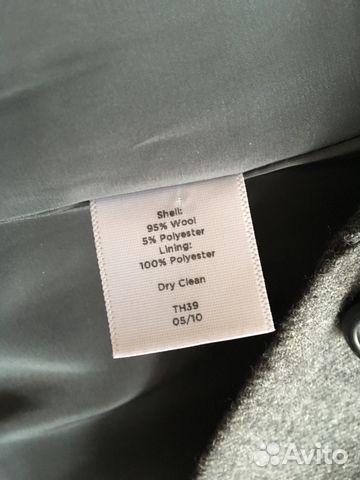 Shell:
95% Wool
5% Polyester
Lining:
100% Polyester
Dry Clean
TH39
05/10
Avito